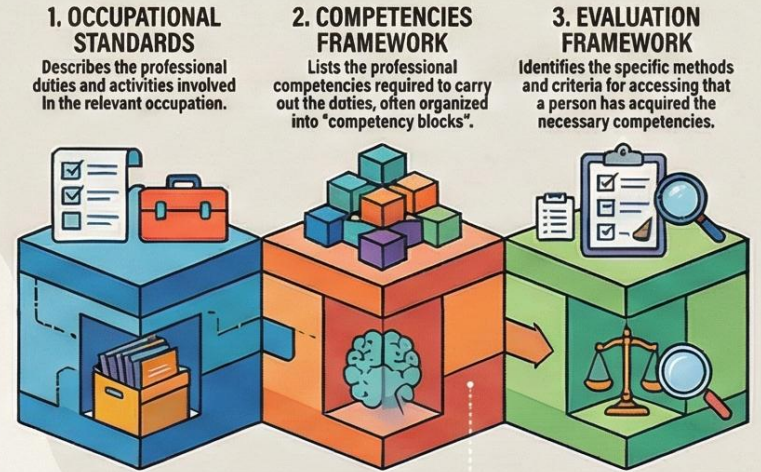 1. OCCUPATIONAL
STANDARDS
Describes the professional
duties and activities involved
In the relevant occupation.
2. COMPETENCIES
FRAMEWORK
Lists the professional
competencies required to carry
out the duties, often organized
into "competency blocks".
3. EVALUATION
FRAMEWORK
Identifies the specific methods
and criteria for accessing that
a person has acquired the
necessary competencies.